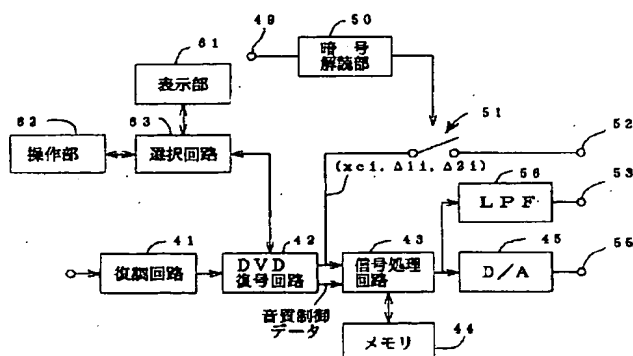 61
49
50
暗号
解読部
表示部
62
63
51
52
操作部
選択回路
(xci, Δ1i, Δ2i)
56
53
LPF
41
42
43
45
55
復調回路
DVD
復号回路
信号処理
回路
D/A
音質制御
データ
メモリ
44